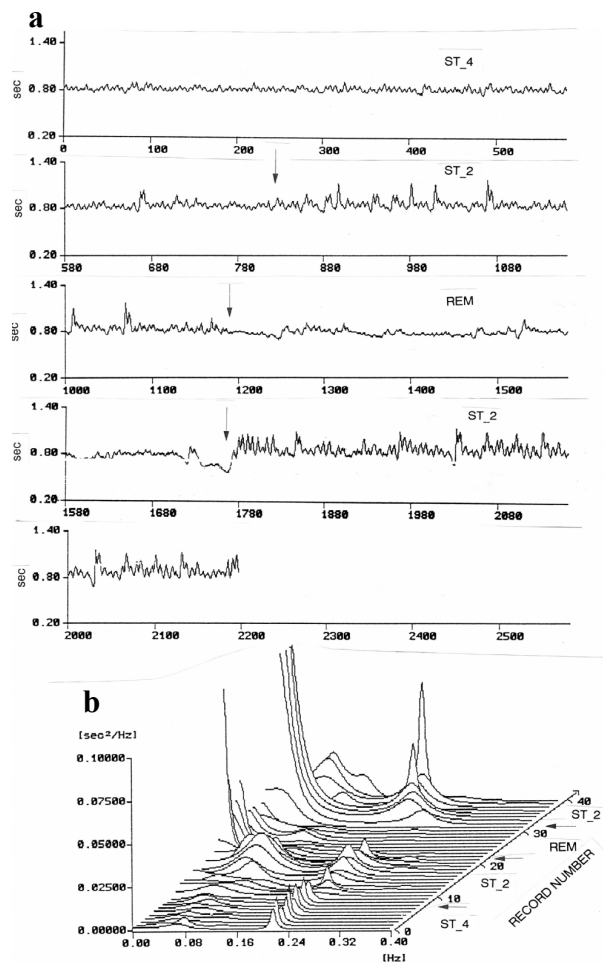 a
sec
1.40
0.80
0.20
ST_4
0 100 200 300 400 500
sec
1.40
0.80
0.20
ST_2
580 680 780 880 980 1080
sec
1.40
0.80
0.20
REM
1000 1100 1200 1300 1400 1500
sec
1.40
0.80
0.20
ST_2
1580 1680 1780 1880 1980 2080
sec
1.40
0.80
0.20
2000 2100 2200 2300 2400 2500
b
[sec²/Hz]
0.10000
0.07500
0.05000
0.02500
0.00000
0.00 0.08 0.16 0.24 0.32 0.40
[Hz]
0
10
20
30
40
ST_4
ST_2
REM
ST_2
RECORD NUMBER